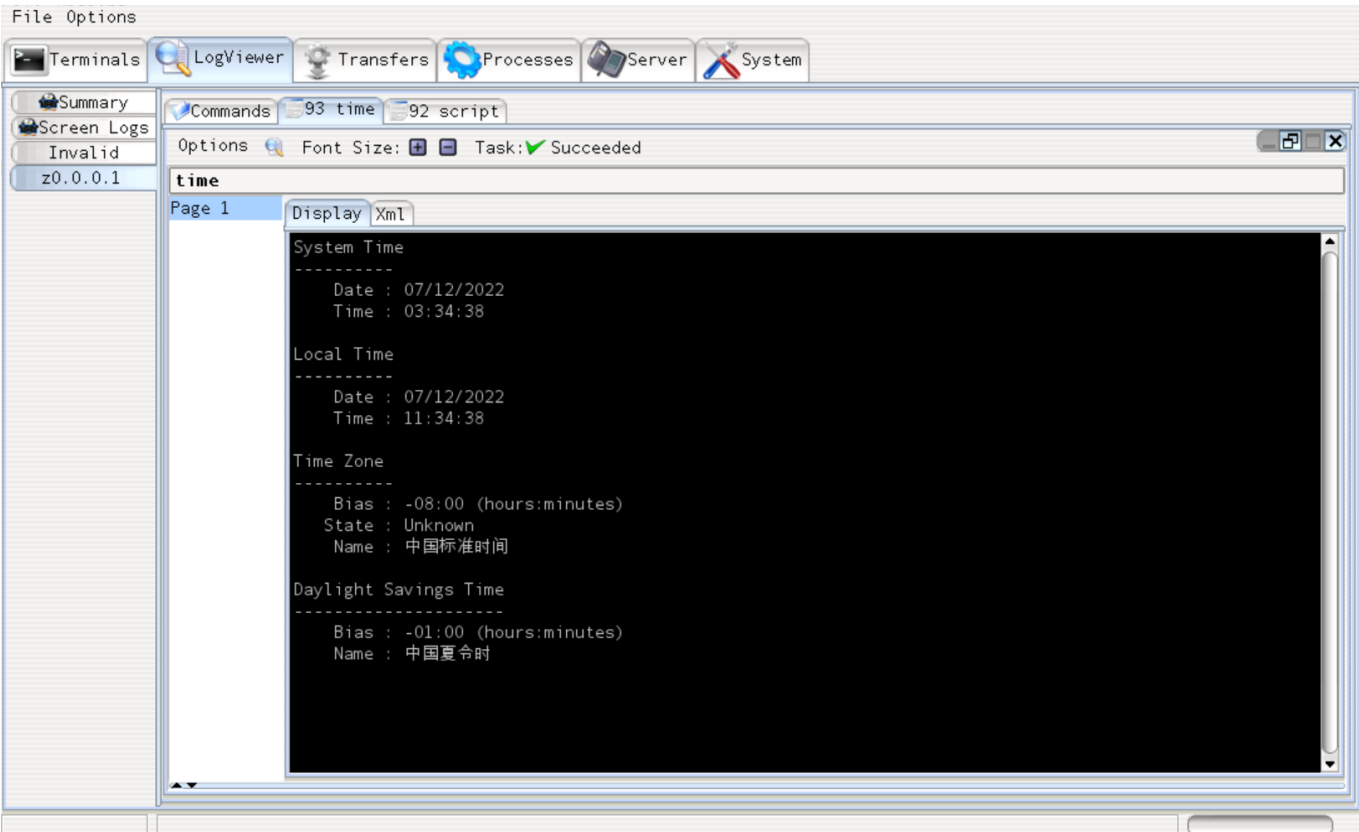 File Options
Terminals LogViewer Transfers Processes Server System
Summary
Screen Logs
Invalid
z0.0.0.1
Commands 93 time 92 script
Options Font Size: Task: Succeeded
time
Page 1
Display Xml
System Time
----------
Date : 07/12/2022
Time : 03:34:38
Local Time
----------
Date : 07/12/2022
Time : 11:34:38
Time Zone
----------
Bias : -08:00 (hours:minutes)
State : Unknown
Name : 中国标准时间
Daylight Savings Time
---------------------
Bias : -01:00 (hours:minutes)
Name : 中国夏令时